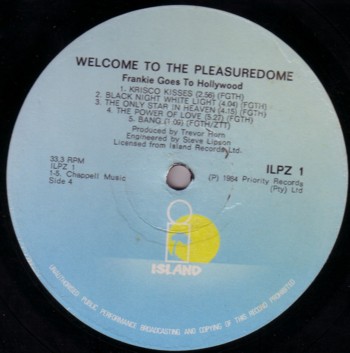 WELCOME TO THE PLEASUREDOME
Frankie Goes To Hollywood
1. KRISCO KISSES (2.56) (FGTH)
2. BLACK NIGHT WHITE LIGHT (4.04) (FGTH)
3. THE ONLY STAR IN HEAVEN (4.23) (FGTH)
4. THE POWER OF LOVE (5.27) (FGTH)
5. BANG (1.09) (FGTH/ZTT)
Produced by Trevor Horn
Engineered by Steve Lipson
Licensed from Island Records Ltd.
33,3 RPM
ILPZ 1
1-5. Chappell Music
Side 4
ILPZ 1
(P) 1984 Priority Records
(Pty) Ltd
ISLAND
UNAUTHORIZED PUBLIC PERFORMANCE BROADCASTING AND COPYING OF THIS RECORD PROHIBITED